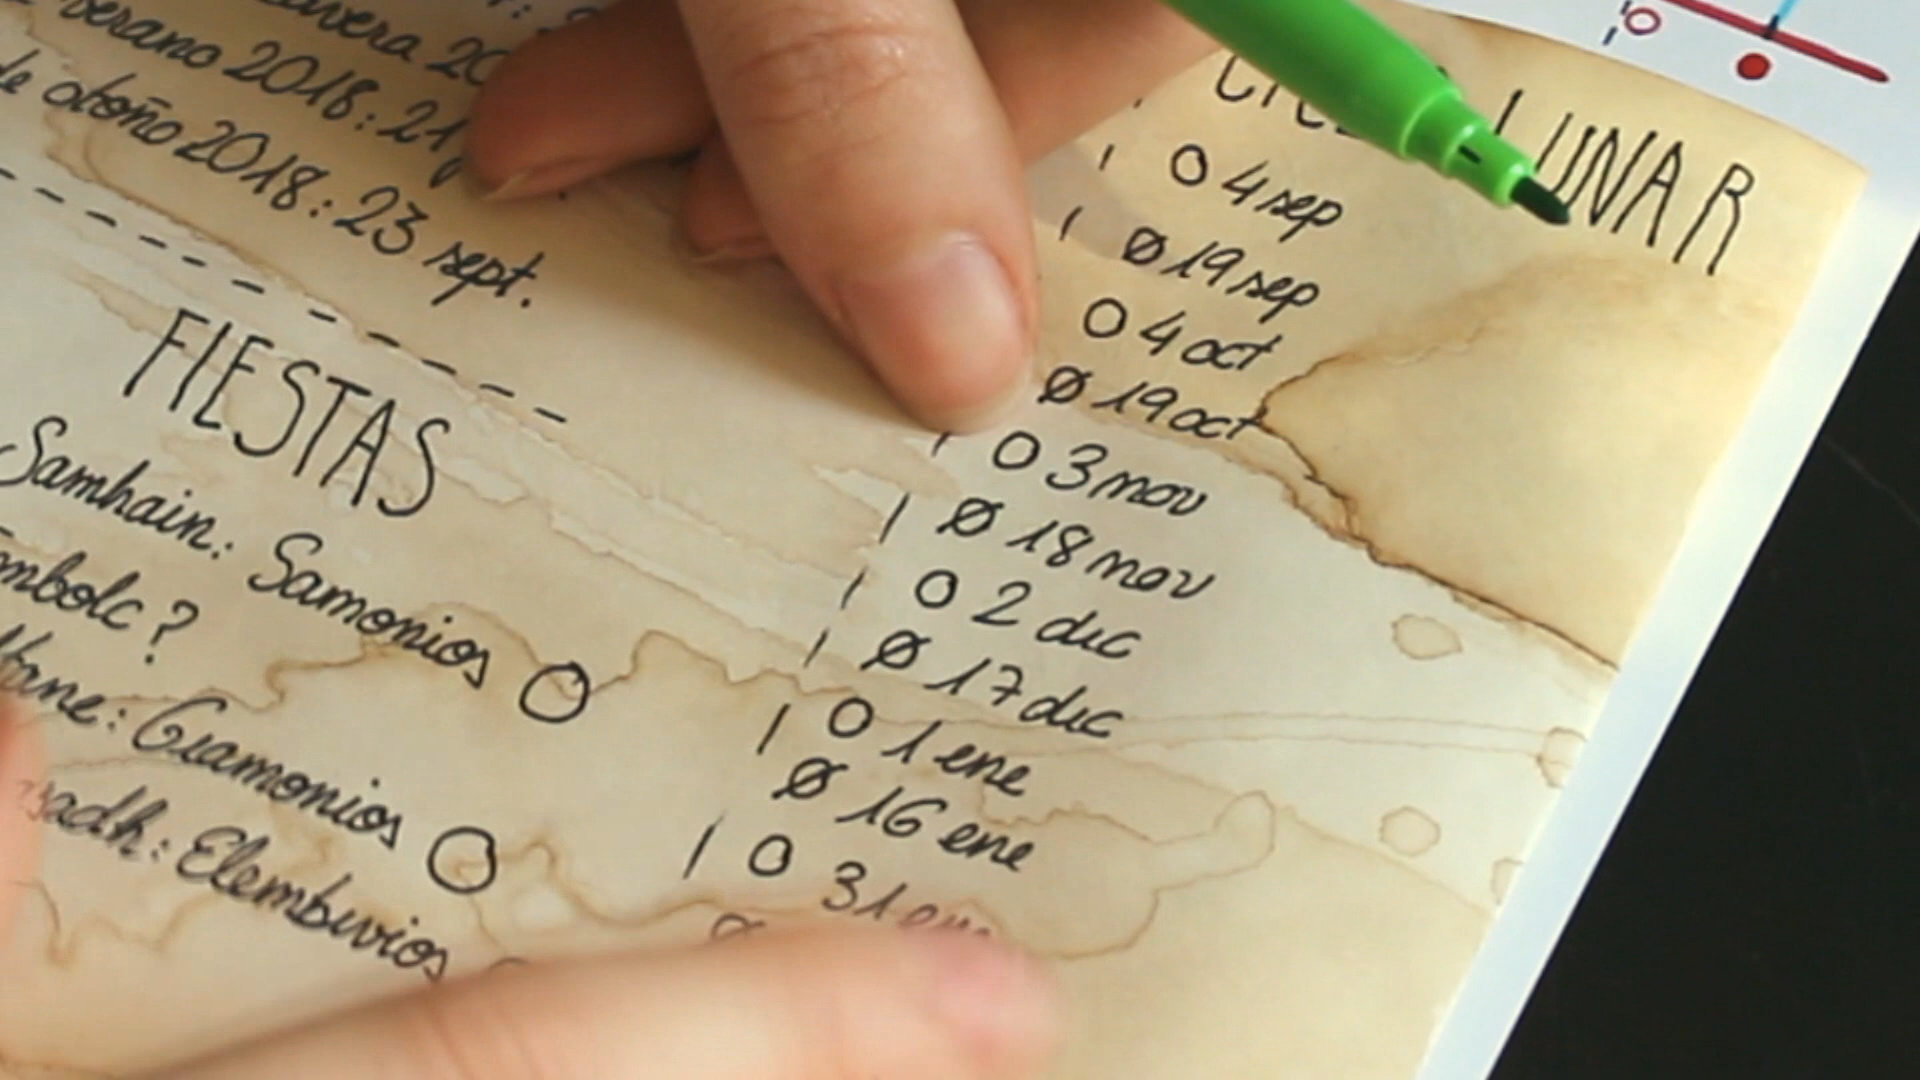 verano 2018: 21
de otoño 2018: 23 sept.
FIESTAS
Samhain: Samonios O
Imbolc?
Giamonios O
Elembivios
LUNAR
O 4 sep
Ø 19 sep
O 4 oct
Ø 19 oct
O 3 nov
Ø 18 nov
O 2 dic
Ø 17 dic
O 1 ene
Ø 16 ene
O 31 ene